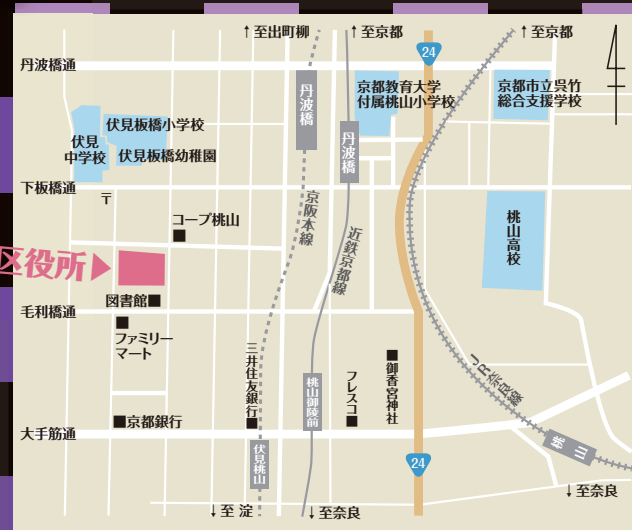 ↑至出町柳
↑至京都
↑至京都
24
丹波橋通
丹波橋
京都教育大学
付属桃山小学校
京都市立呉竹
総合支援学校
伏見板橋小学校
伏見
中学校
伏見板橋幼稚園
丹波橋
下板橋通
〒
京阪本線
コープ桃山
近鉄京都線
桃山高校
区役所
図書館
毛利橋通
ファミリー
マート
三井住友銀行
桃山御陵前
フレスコ
御香宮神社
JR奈良線
京都銀行
大手筋通
伏見桃山
桃山
24
↓至奈良
↓至 淀
↓至奈良